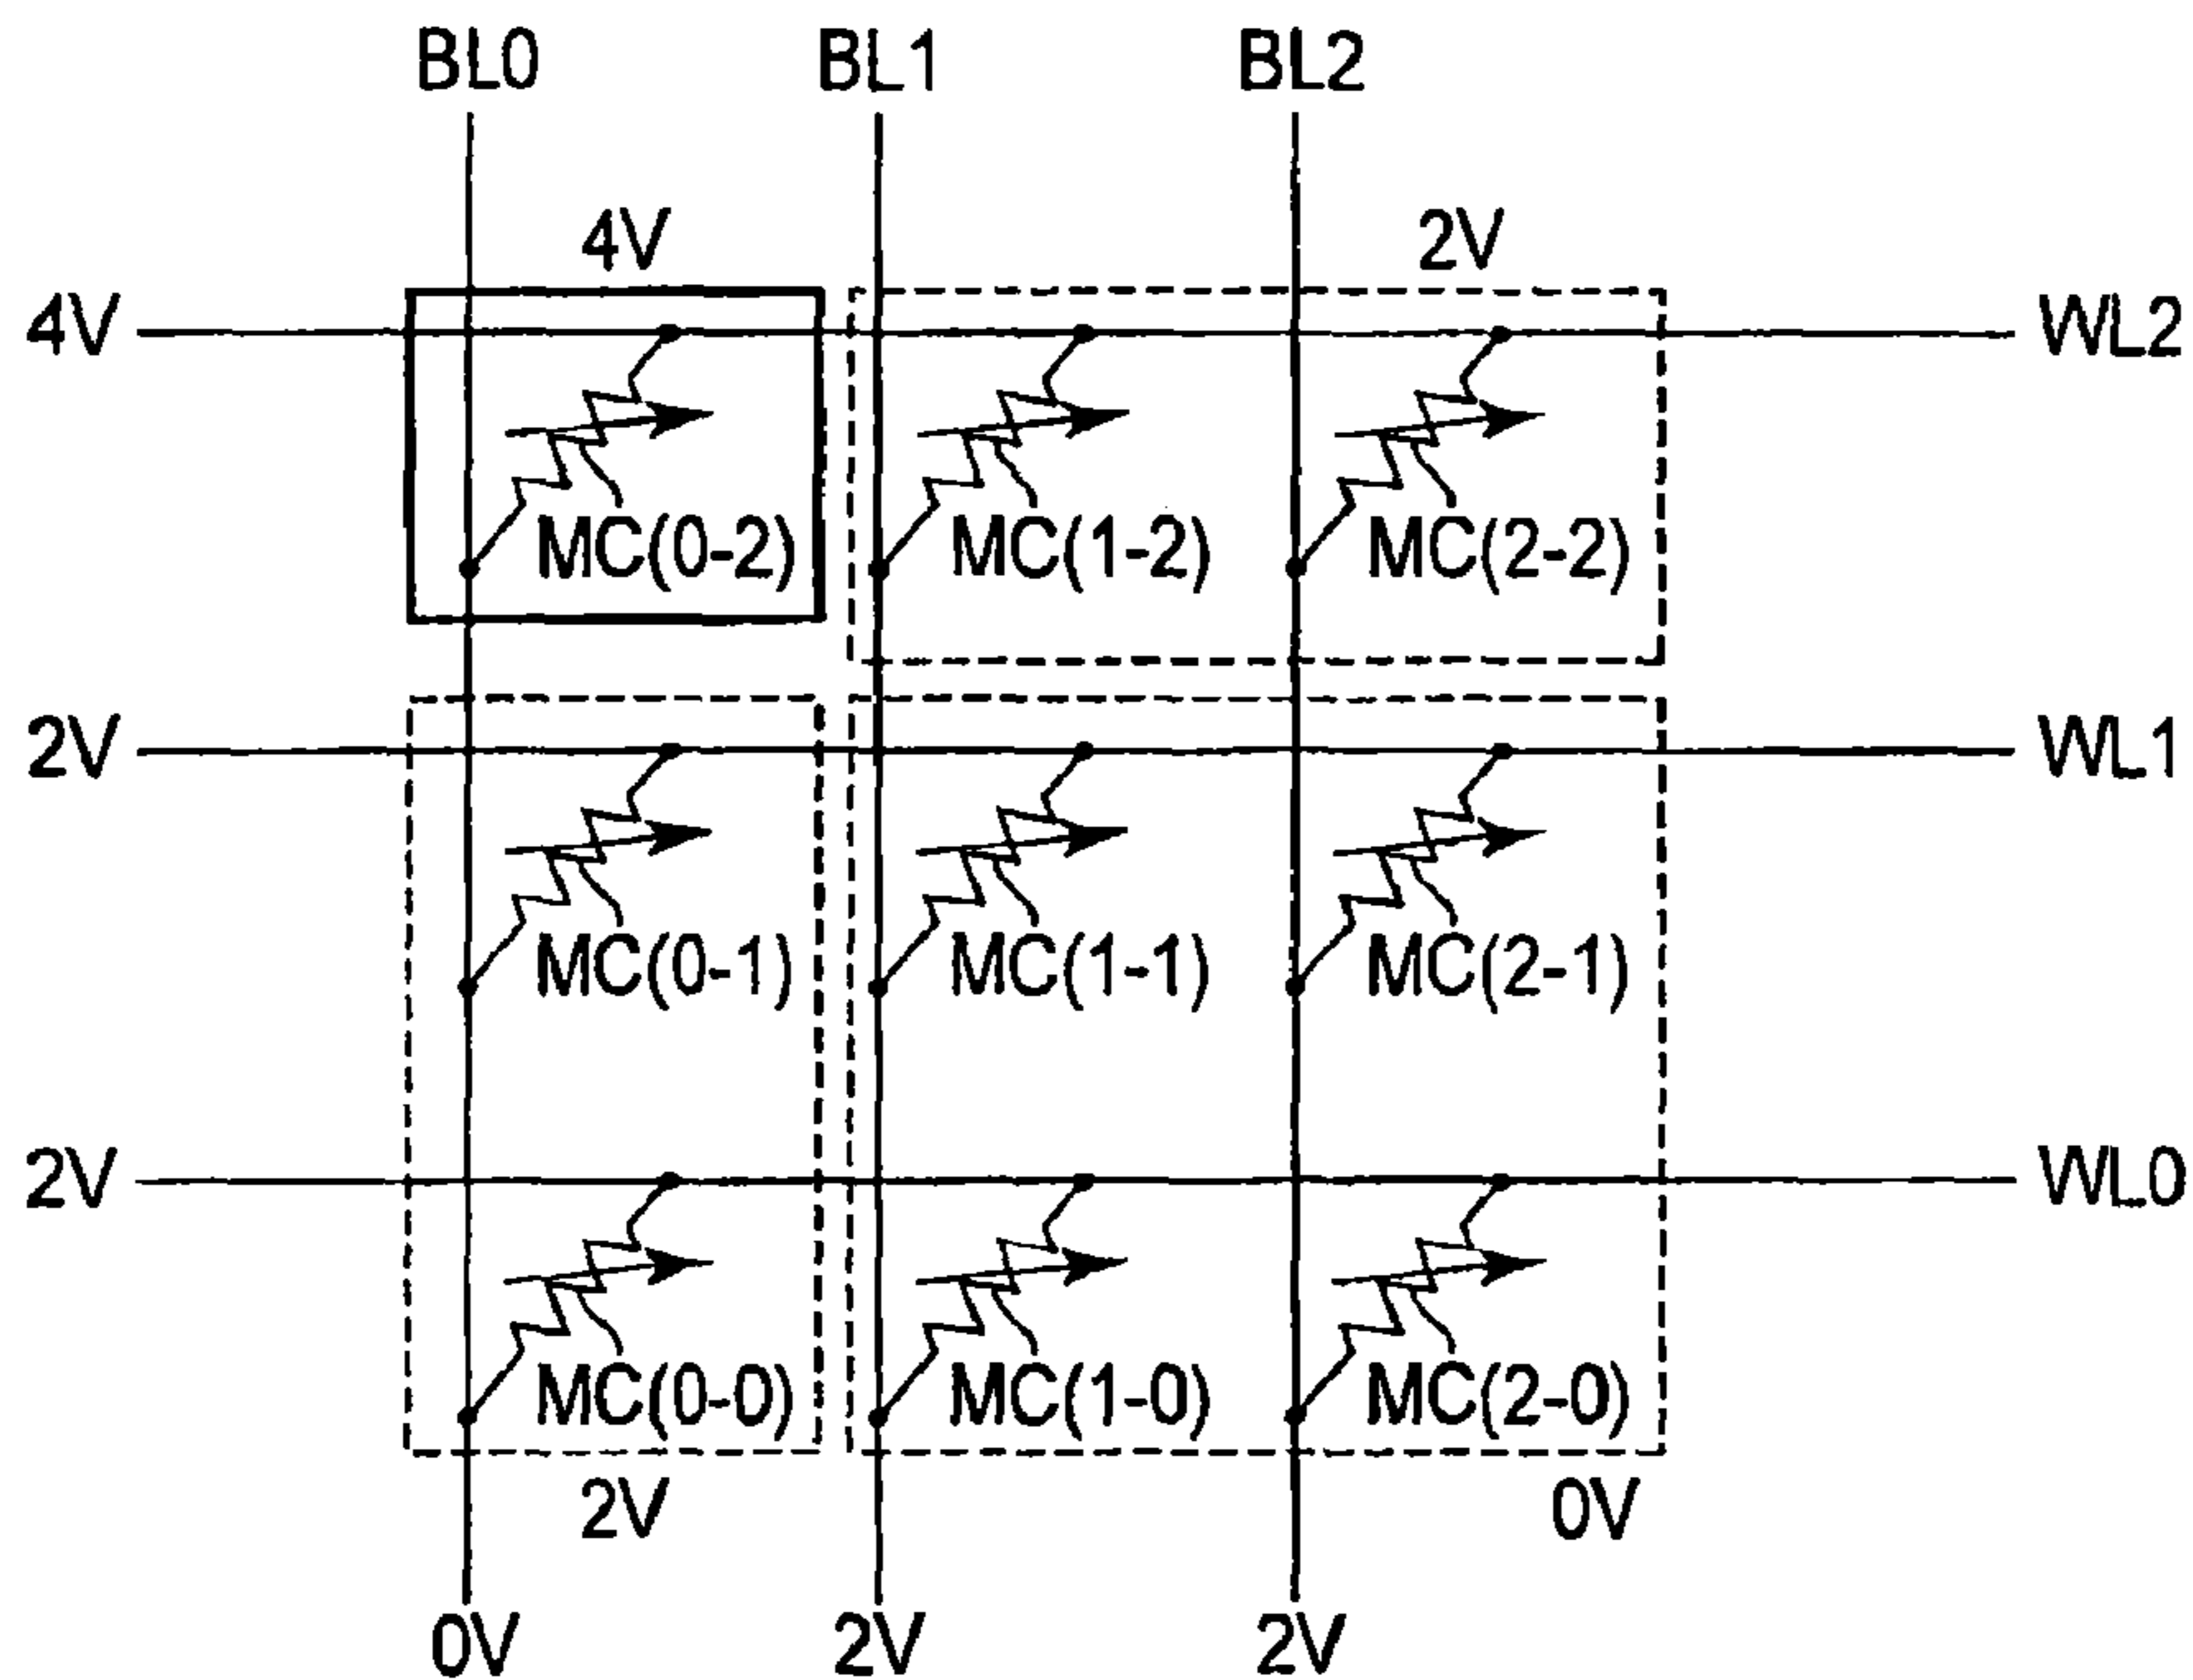 BL0 BL1 BL2
4V 2V
4V WL2
MC(0-2) MC(1-2) MC(2-2)
2V WL1
MC(0-1) MC(1-1) MC(2-1)
2V WL0
MC(0-0) MC(1-0) MC(2-0)
2V 0V
0V 2V 2V